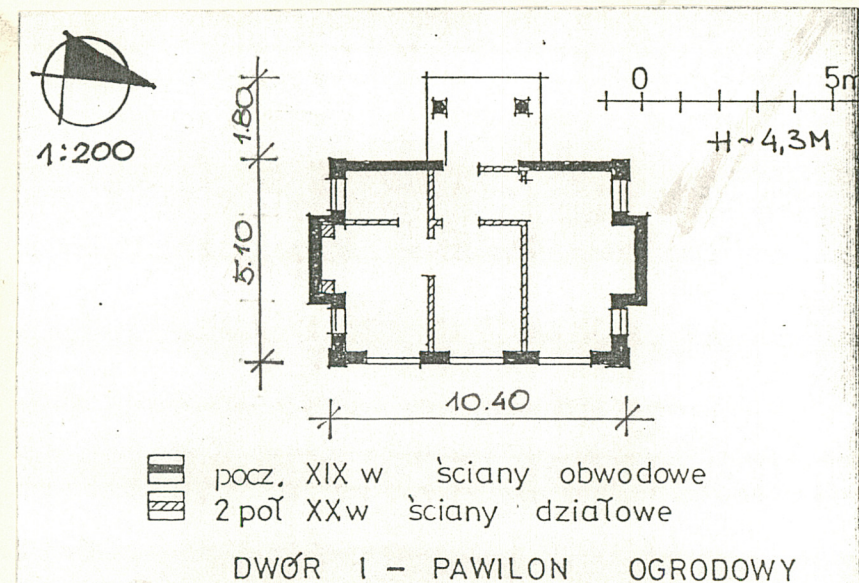 1:200
1.80
5.10
0 5m
H~4,3M
10.40
pocz. XIX w ściany obwodowe
2 poł XX w ściany działowe
DWÓR I - PAWILON OGRODOWY